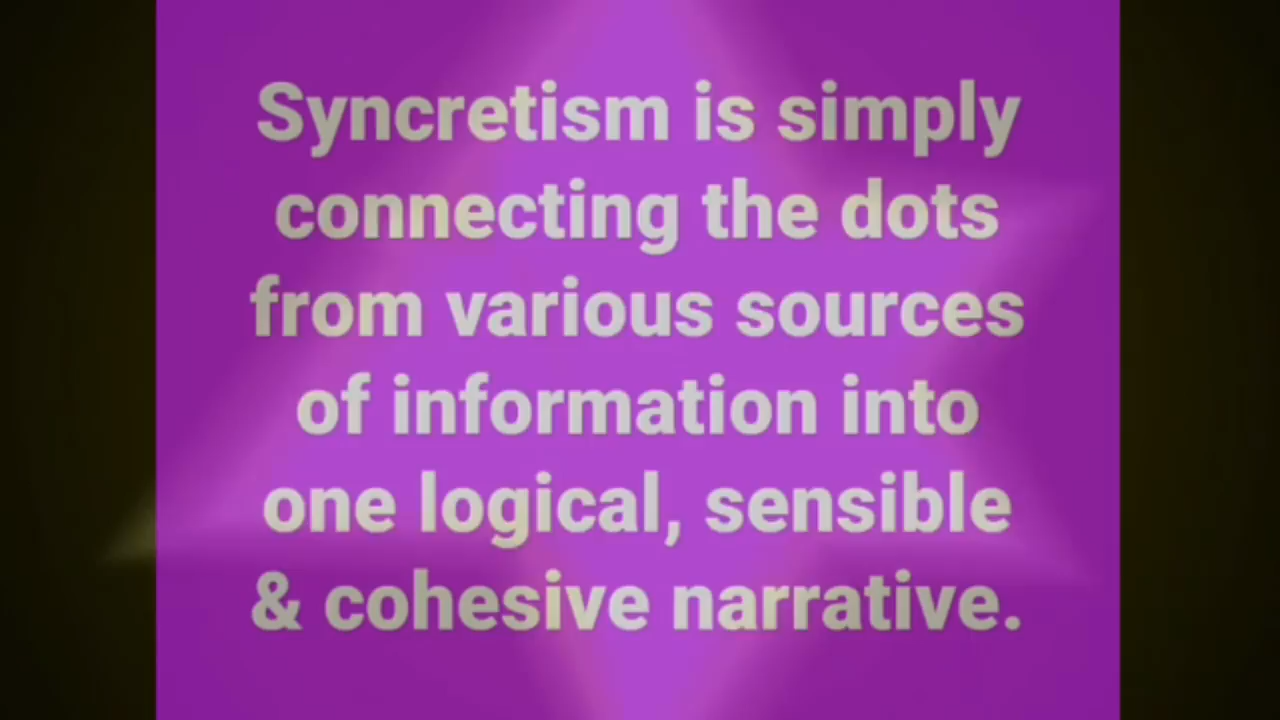 Syncretism is simply
connecting the dots
from various sources
of information into
one logical, sensible
& cohesive narrative.